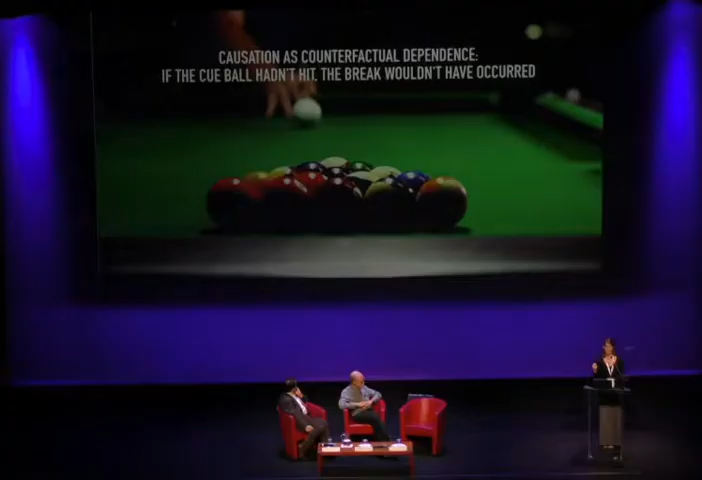 CAUSATION AS COUNTERFACTUAL DEPENDENCE:
IF THE CUE BALL HADN'T HIT, THE BREAK WOULDN'T HAVE OCCURRED